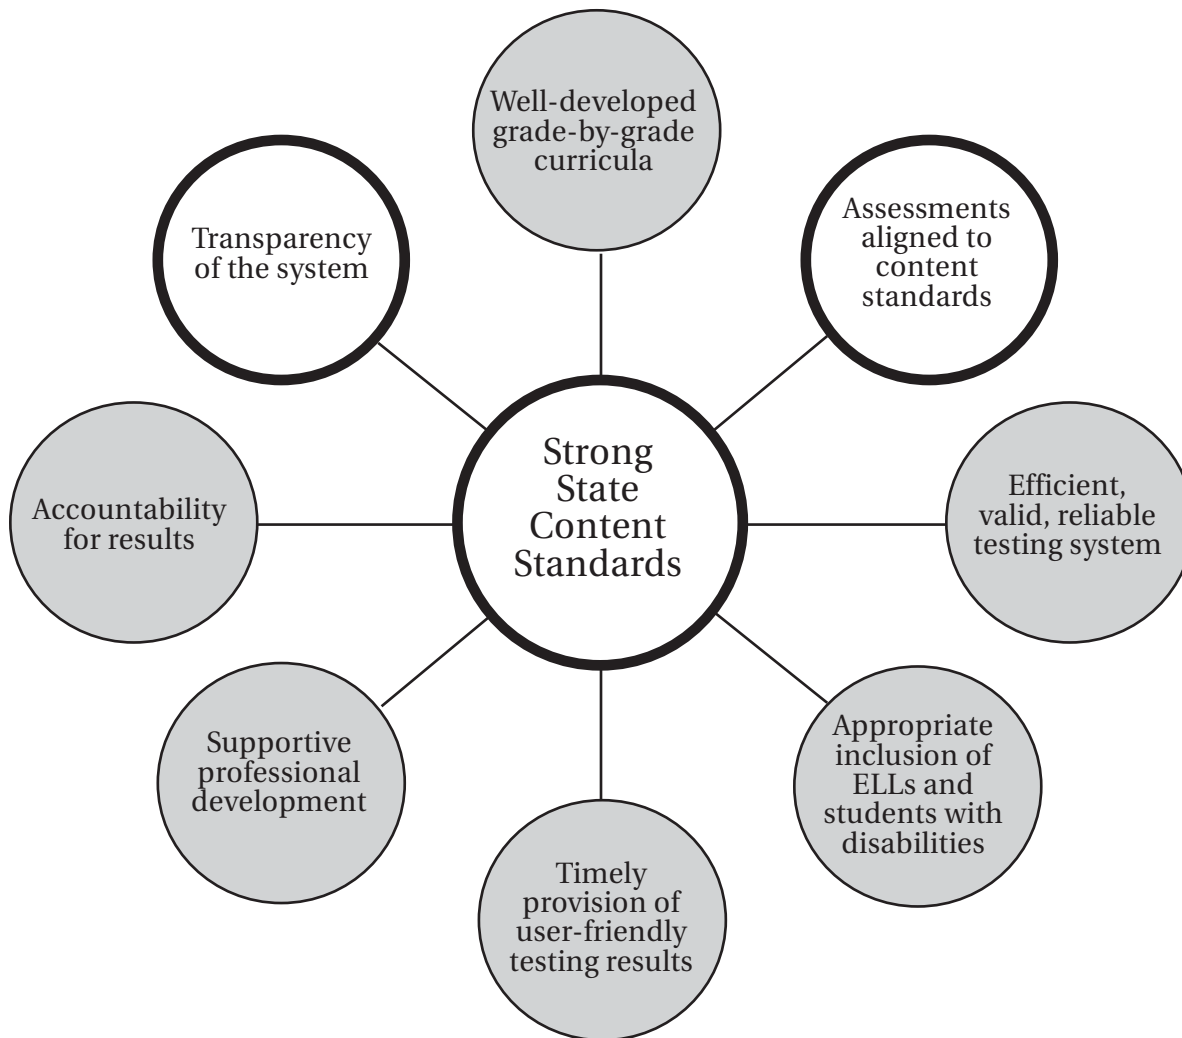 Well-developed
grade-by-grade
curricula
Transparency
of the system
Assessments
aligned to
content
standards
Strong
State
Content
Standards
Accountability
for results
Efficient,
valid, reliable
testing system
Supportive
professional
development
Appropriate
inclusion of
ELLs and
students with
disabilities
Timely
provision of
user-friendly
testing results